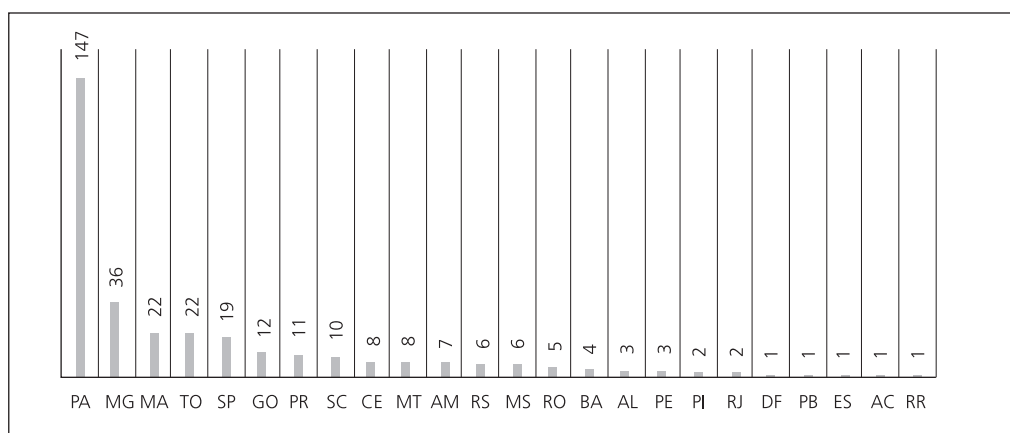 147 36 22 22 19 12 11 10 8 8 7 6 6 5 4 3 3 2 2 1 1 1 1 1
PA MG MA TO SP GO PR SC CE MT AM RS MS RO BA AL PE PI RJ DF PB ES AC RR